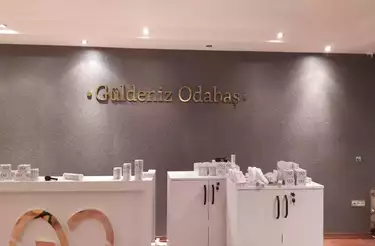 • Güldeniz Odabaş •